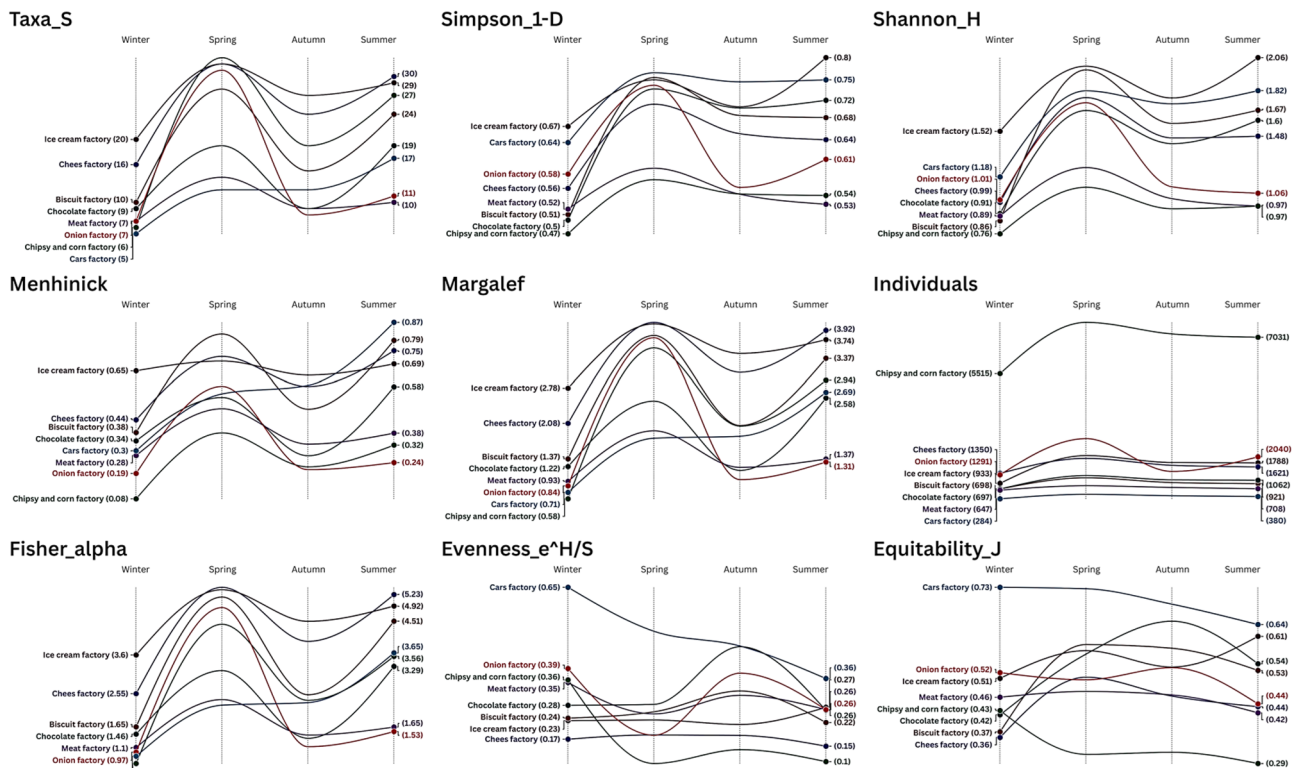 Taxa_S
Winter Spring Autumn Summer
Ice cream factory (20)
Chees factory (16)
Biscuit factory (10)
Chocolate factory (9)
Meat factory (7)
Onion factory (7)
Chipsy and corn factory (6)
Cars factory (5)
(30)
(29)
(27)
(24)
(19)
(17)
(11)
(10)
Simpson_1-D
Winter Spring Autumn Summer
Ice cream factory (0.67)
Cars factory (0.64)
Onion factory (0.58)
Chees factory (0.56)
Meat factory (0.52)
Biscuit factory (0.51)
Chocolate factory (0.5)
Chipsy and corn factory (0.47)
(0.8)
(0.75)
(0.72)
(0.68)
(0.64)
(0.61)
(0.54)
(0.53)
Shannon_H
Winter Spring Autumn Summer
Ice cream factory (1.52)
Cars factory (1.18)
Onion factory (1.01)
Chees factory (0.99)
Chocolate factory (0.91)
Meat factory (0.89)
Biscuit factory (0.86)
Chipsy and corn factory (0.76)
(2.06)
(1.82)
(1.67)
(1.6)
(1.48)
(1.06)
(0.97)
(0.97)
Menhinick
Winter Spring Autumn Summer
Ice cream factory (0.65)
Chees factory (0.44)
Biscuit factory (0.38)
Chocolate factory (0.34)
Cars factory (0.3)
Meat factory (0.28)
Onion factory (0.19)
Chipsy and corn factory (0.08)
(0.87)
(0.79)
(0.75)
(0.69)
(0.58)
(0.38)
(0.32)
(0.24)
Margalef
Winter Spring Autumn Summer
Ice cream factory (2.78)
Chees factory (2.08)
Biscuit factory (1.37)
Chocolate factory (1.22)
Meat factory (0.93)
Onion factory (0.84)
Cars factory (0.71)
Chipsy and corn factory (0.58)
(3.92)
(3.74)
(3.37)
(2.94)
(2.69)
(2.58)
(1.37)
(1.31)
Individuals
Winter Spring Autumn Summer
Chipsy and corn factory (5515)
Chees factory (1350)
Onion factory (1291)
Ice cream factory (933)
Biscuit factory (698)
Chocolate factory (697)
Meat factory (647)
Cars factory (284)
(7031)
(2040)
(1788)
(1621)
(1062)
(921)
(708)
(380)
Fisher_alpha
Winter Spring Autumn Summer
Ice cream factory (3.6)
Chees factory (2.55)
Biscuit factory (1.65)
Chocolate factory (1.46)
Meat factory (1.1)
Onion factory (0.97)
(5.23)
(4.92)
(4.51)
(3.65)
(3.56)
(3.29)
(1.65)
(1.53)
Evenness_e^H/S
Winter Spring Autumn Summer
Cars factory (0.65)
Onion factory (0.39)
Chipsy and corn factory (0.36)
Meat factory (0.35)
Chocolate factory (0.28)
Biscuit factory (0.24)
Ice cream factory (0.23)
Chees factory (0.17)
(0.36)
(0.27)
(0.26)
(0.26)
(0.26)
(0.22)
(0.15)
(0.1)
Equitability_J
Winter Spring Autumn Summer
Cars factory (0.73)
Onion factory (0.52)
Ice cream factory (0.51)
Meat factory (0.46)
Chipsy and corn factory (0.43)
Chocolate factory (0.42)
Biscuit factory (0.37)
Chees factory (0.36)
(0.64)
(0.61)
(0.54)
(0.53)
(0.44)
(0.44)
(0.42)
(0.29)